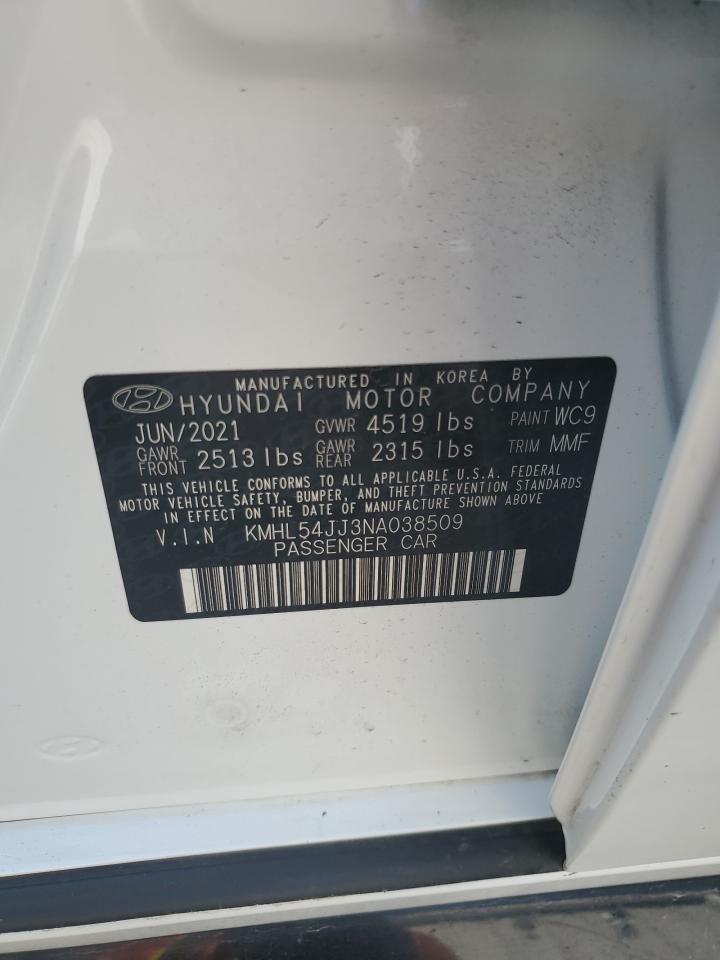 MANUFACTURED IN KOREA BY
HYUNDAI MOTOR COMPANY
JUN/2021 GVWR 4519 lbs PAINT WC9
GAWR FRONT 2513 lbs GAWR REAR 2315 lbs TRIM MMF
THIS VEHICLE CONFORMS TO ALL APPLICABLE U.S.A. FEDERAL
MOTOR VEHICLE SAFETY, BUMPER, AND THEFT PREVENTION STANDARDS
IN EFFECT ON THE DATE OF MANUFACTURE SHOWN ABOVE
V.I.N KMHL54JJ3NA038509
PASSENGER CAR